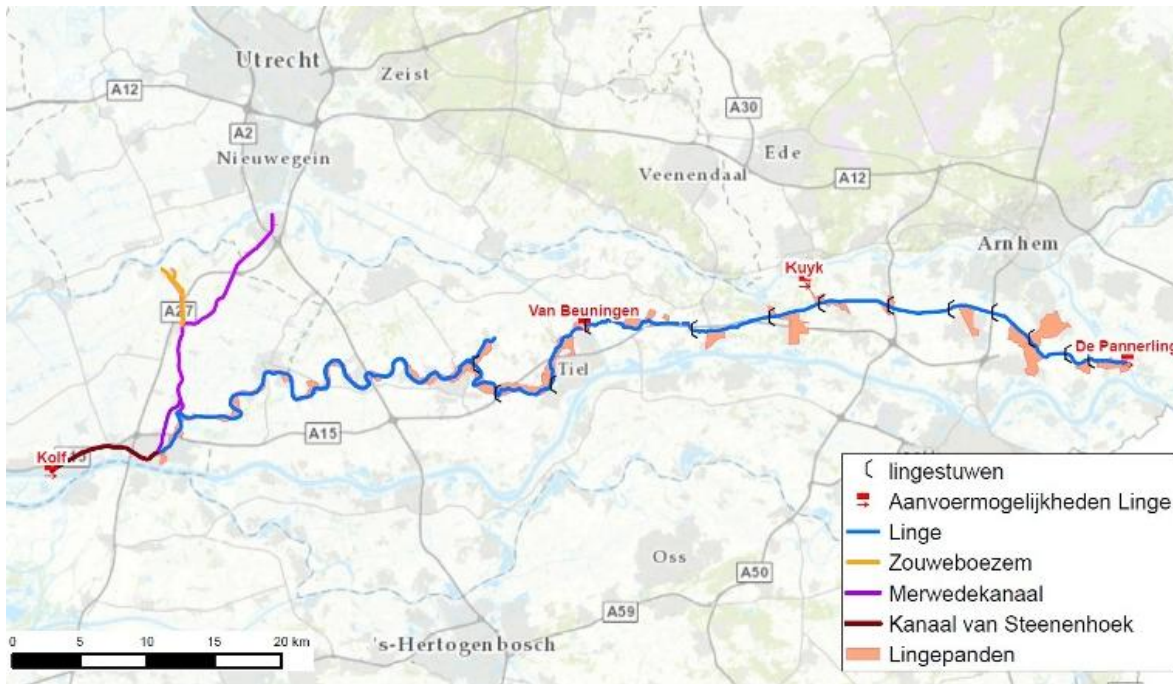 Utrecht
Zeist
A12
A2
A30
Nieuwegein
Ede
Veenendaal
A12
Arnhem
Kuyk
A27
Van Beuningen
De Pannerling
Tiel
A15
Kolf
Oss
A50
A59
's-Hertogenbosch
0 5 10 15 20 km
lingestuwen
Aanvoermogelijkheden Linge
Linge
Zouweboezem
Merwedekanaal
Kanaal van Steenenhoek
Lingepanden